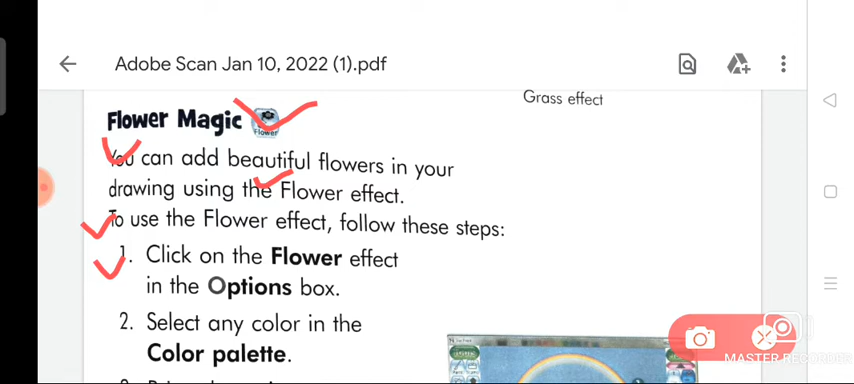 Adobe Scan Jan 10, 2022 (1).pdf
Grass effect
Flower Magic
Flower
You can add beautiful flowers in your
drawing using the Flower effect.
To use the Flower effect, follow these steps:
1. Click on the Flower effect
in the Options box.
2. Select any color in the
Color palette.
MASTER RECORDER